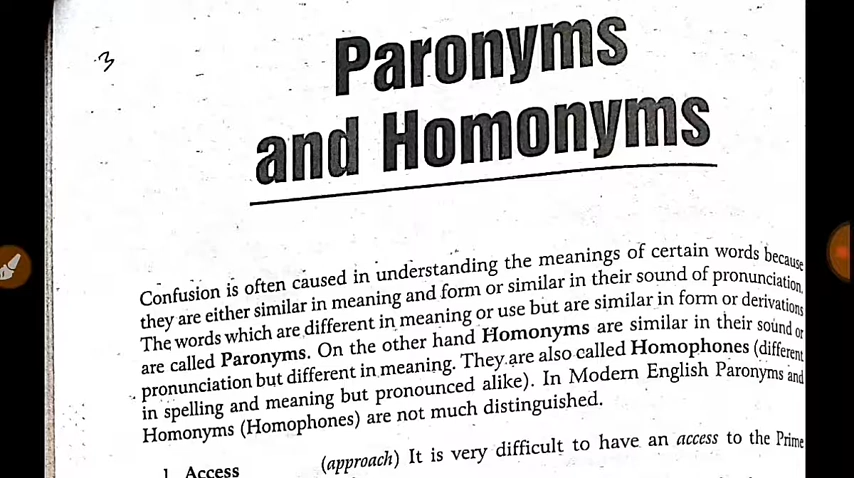 3
Paronyms
and Homonyms
Confusion is often caused in understanding the meanings of certain words because
they are either similar in meaning and form or similar in their sound of pronunciation.
The words which are different in meaning or use but are similar in form or derivations
are called Paronyms. On the other hand Homonyms are similar in their sound or
pronunciation but different in meaning. They are also called Homophones (different
in spelling and meaning but pronounced alike). In Modern English Paronyms and
Homonyms (Homophones) are not much distinguished.
1. Access (approach) It is very difficult to have an access to the Prime